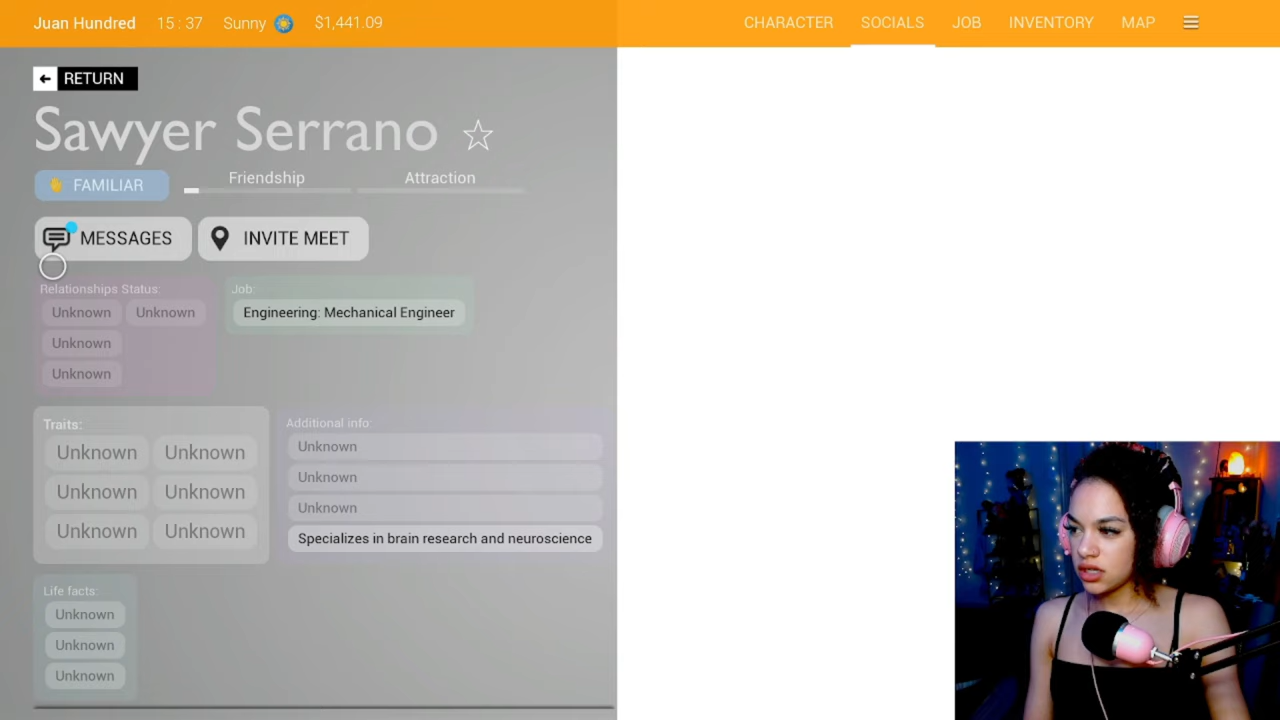 Juan Hundred 15 : 37 Sunny $1,441.09 CHARACTER SOCIALS JOB INVENTORY MAP
RETURN
Sawyer Serrano
FAMILIAR Friendship Attraction
MESSAGES INVITE MEET
Relationships Status: Job:
Unknown Unknown Engineering: Mechanical Engineer
Unknown
Unknown
Traits: Additional info:
Unknown Unknown Unknown
Unknown
Unknown Unknown Unknown
Unknown Unknown Specializes in brain research and neuroscience
Life facts:
Unknown
Unknown
Unknown